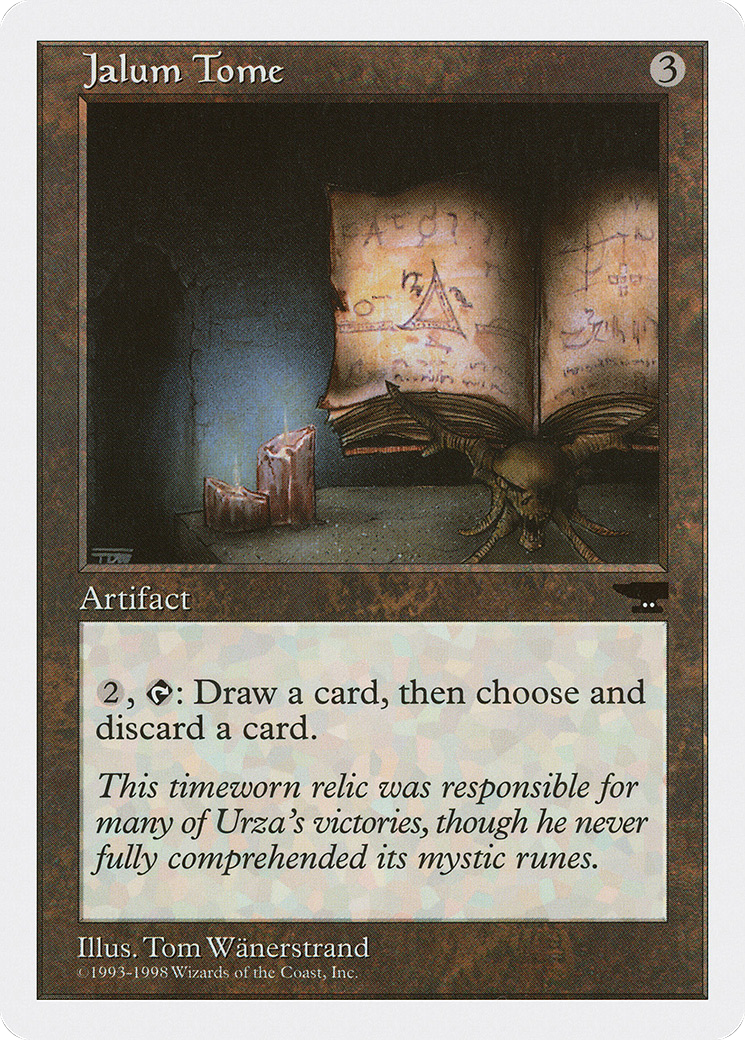 Jalum Tome
3
Artifact
2, : Draw a card, then choose and
discard a card.
This timeworn relic was responsible for
many of Urza's victories, though he never
fully comprehended its mystic runes.
Illus. Tom Wänerstrand
©1993-1998 Wizards of the Coast, Inc.